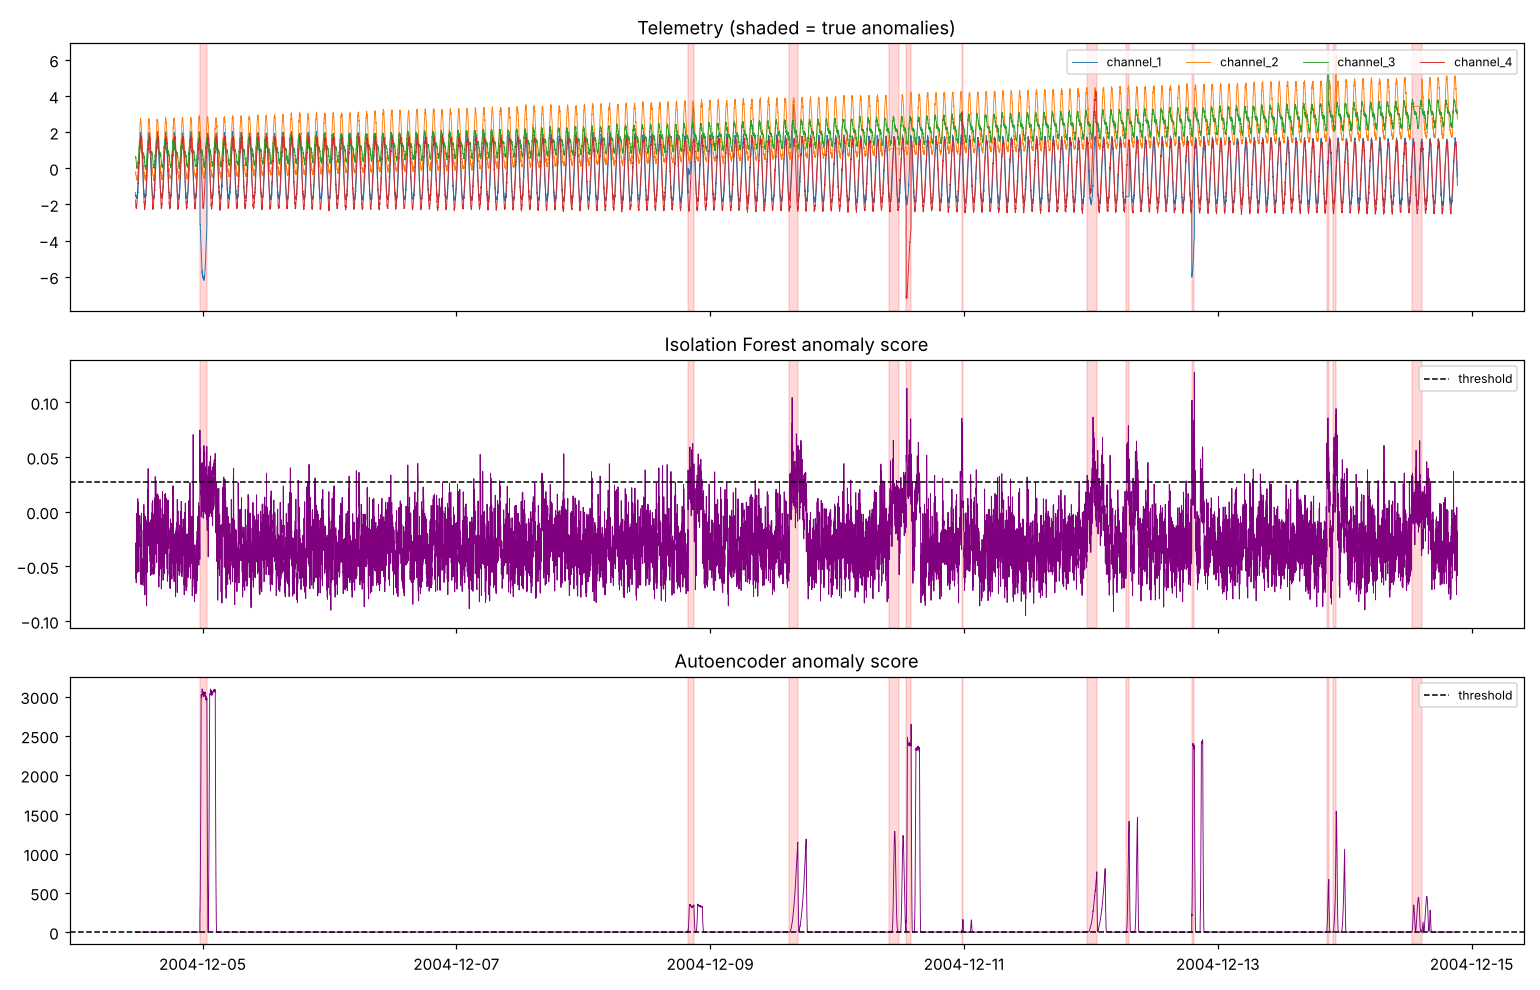 Telemetry (shaded = true anomalies)
channel_1 channel_2 channel_3 channel_4
6
4
2
0
−2
−4
−6
Isolation Forest anomaly score
threshold
0.10
0.05
0.00
−0.05
−0.10
Autoencoder anomaly score
threshold
3000
2500
2000
1500
1000
500
0
2004-12-05 2004-12-07 2004-12-09 2004-12-11 2004-12-13 2004-12-15